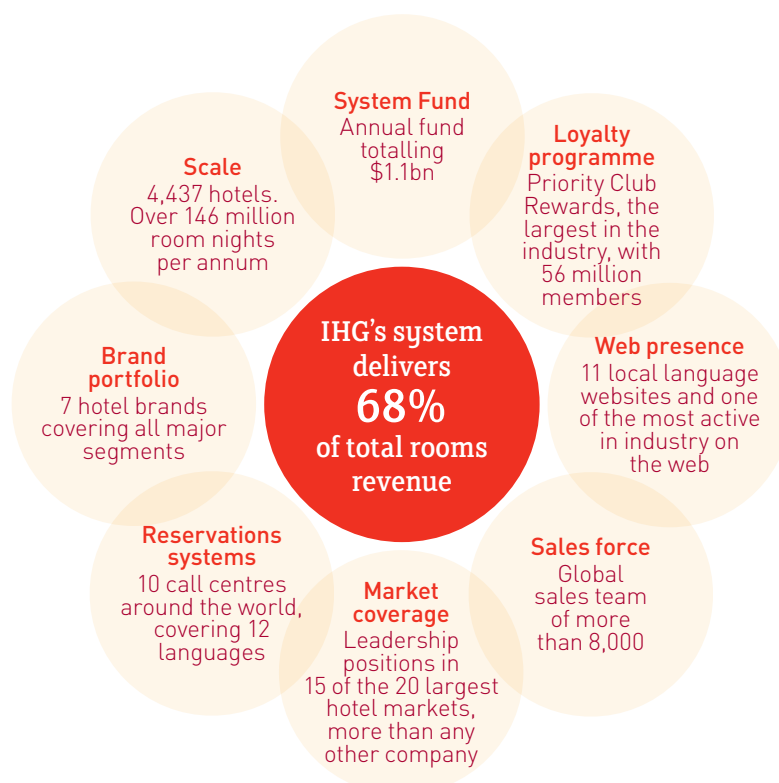 System Fund
Annual fund
totalling
$1.1bn
Loyalty
programme
Priority Club
Rewards, the
largest in the
industry, with
56 million
members
Web presence
11 local language
websites and one
of the most active
in industry on
the web
Sales force
Global
sales team
of more
than 8,000
Market
coverage
Leadership
positions in
15 of the 20 largest
hotel markets,
more than any
other company
Reservations
systems
10 call centres
around the world,
covering 12
languages
Brand
portfolio
7 hotel brands
covering all major
segments
Scale
4,437 hotels.
Over 146 million
room nights
per annum
IHG's system
delivers
68%
of total rooms
revenue